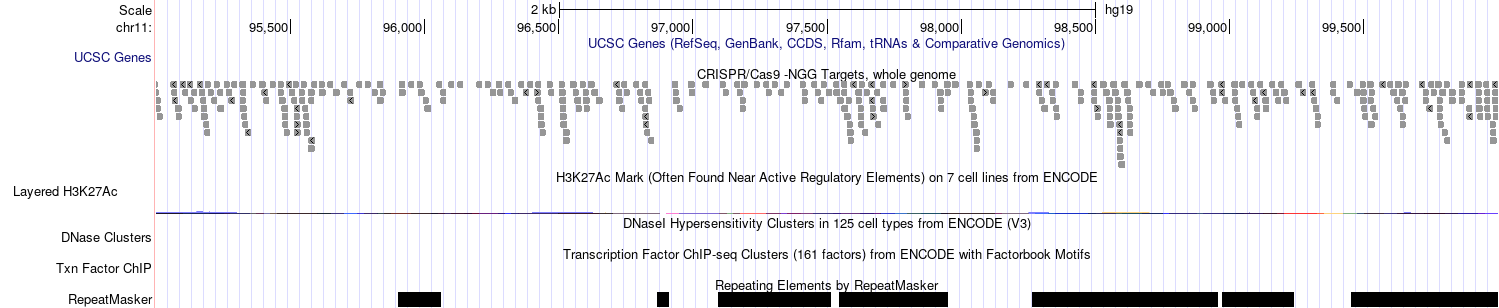 Scale 2 kb hg19
chr11: 95,500 96,000 96,500 97,000 97,500 98,000 98,500 99,000 99,500
UCSC Genes (RefSeq, GenBank, CCDS, Rfam, tRNAs & Comparative Genomics)
UCSC Genes
CRISPR/Cas9 -NGG Targets, whole genome
H3K27Ac Mark (Often Found Near Active Regulatory Elements) on 7 cell lines from ENCODE
Layered H3K27Ac
DNaseI Hypersensitivity Clusters in 125 cell types from ENCODE (V3)
DNase Clusters
Transcription Factor ChIP-seq Clusters (161 factors) from ENCODE with Factorbook Motifs
Txn Factor ChIP
Repeating Elements by RepeatMasker
RepeatMasker